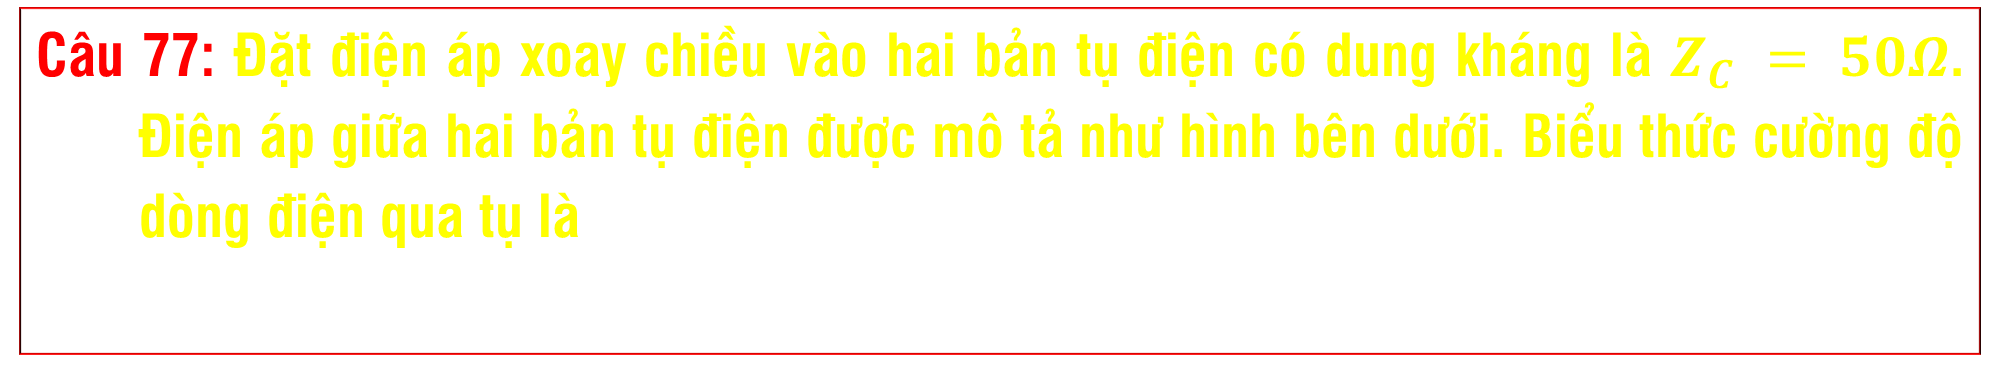 Câu 77: Đặt điện áp xoay chiều vào hai bản tụ điện có dung kháng là Z_C = 50Ω.
Điện áp giữa hai bản tụ điện được mô tả như hình bên dưới. Biểu thức cường độ
dòng điện qua tụ là